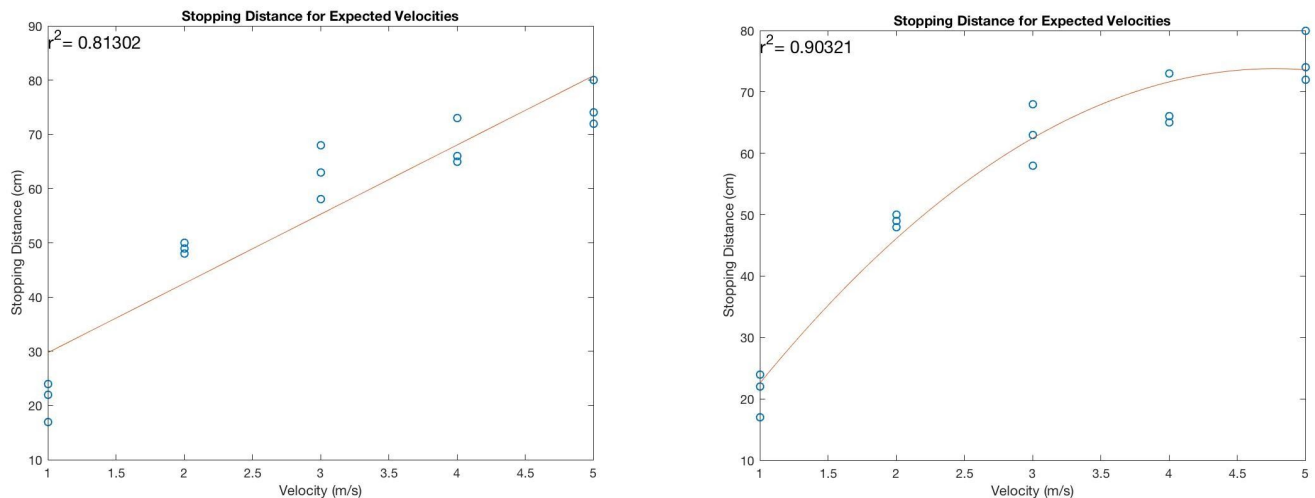 Stopping Distance for Expected Velocities
r2= 0.81302
90
80
70
60
50
40
30
20
10
Stopping Distance (cm)
1 1.5 2 2.5 3 3.5 4 4.5 5
Velocity (m/s)
Stopping Distance for Expected Velocities
r2= 0.90321
80
70
60
50
40
30
20
10
Stopping Distance (cm)
1 1.5 2 2.5 3 3.5 4 4.5 5
Velocity (m/s)